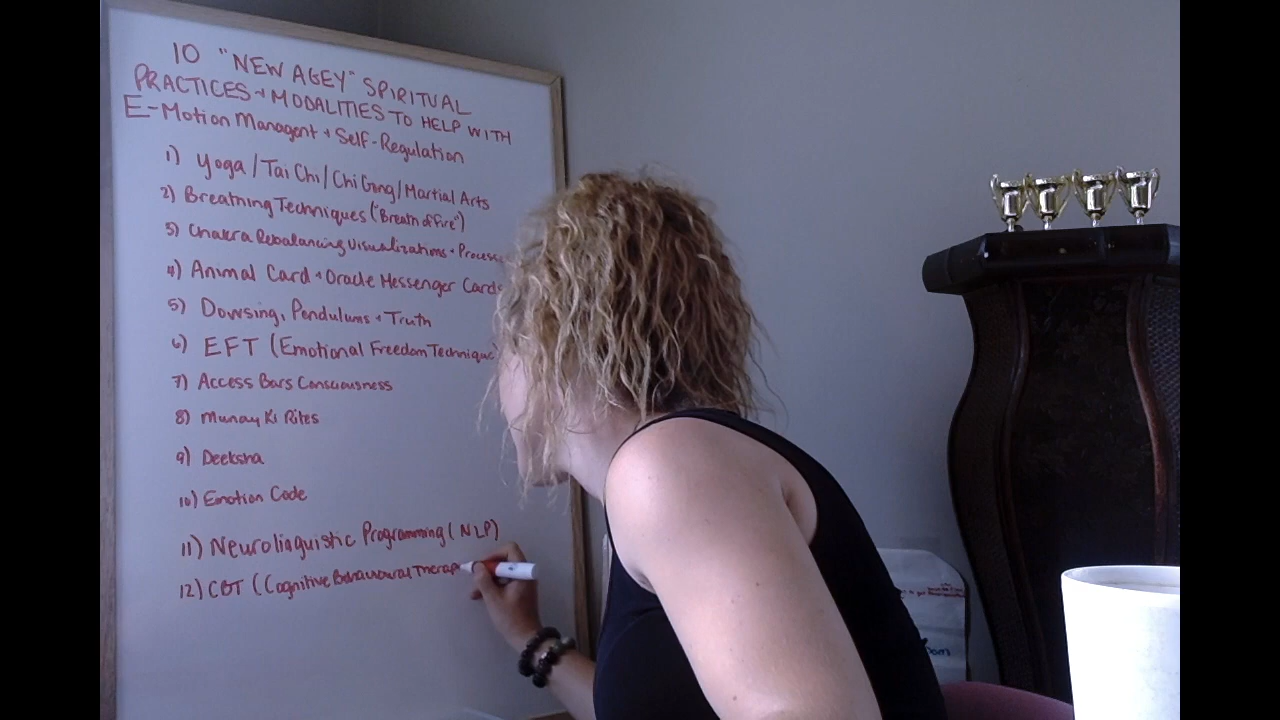 10 "NEW AGEY" SPIRITUAL
PRACTICES + MODALITIES TO HELP WITH
E-Motion Managent + Self-Regulation
1) Yoga / Tai Chi / Chi Gong / Martial Arts
2) Breathing Techniques ("Breath of Fire")
3) Chakra Rebalancing Visualizations + Process
4) Animal Card + Oracle Messenger Cards
5) Dowsing, Pendulums + Truth
6) EFT (Emotional Freedom Technique
7) Access Bars Consciousness
8) Munay Ki Rites
9) Deeksha
10) Emotion Code
11) Neurolinguistic Programming (NLP)
12) CBT (Cognitive Behavioural Therap